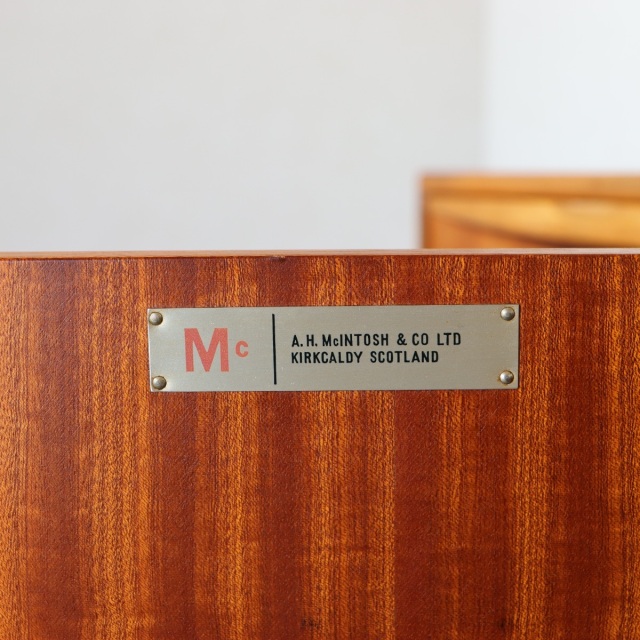 Mc
A.H. McINTOSH & CO LTD
KIRKCALDY SCOTLAND